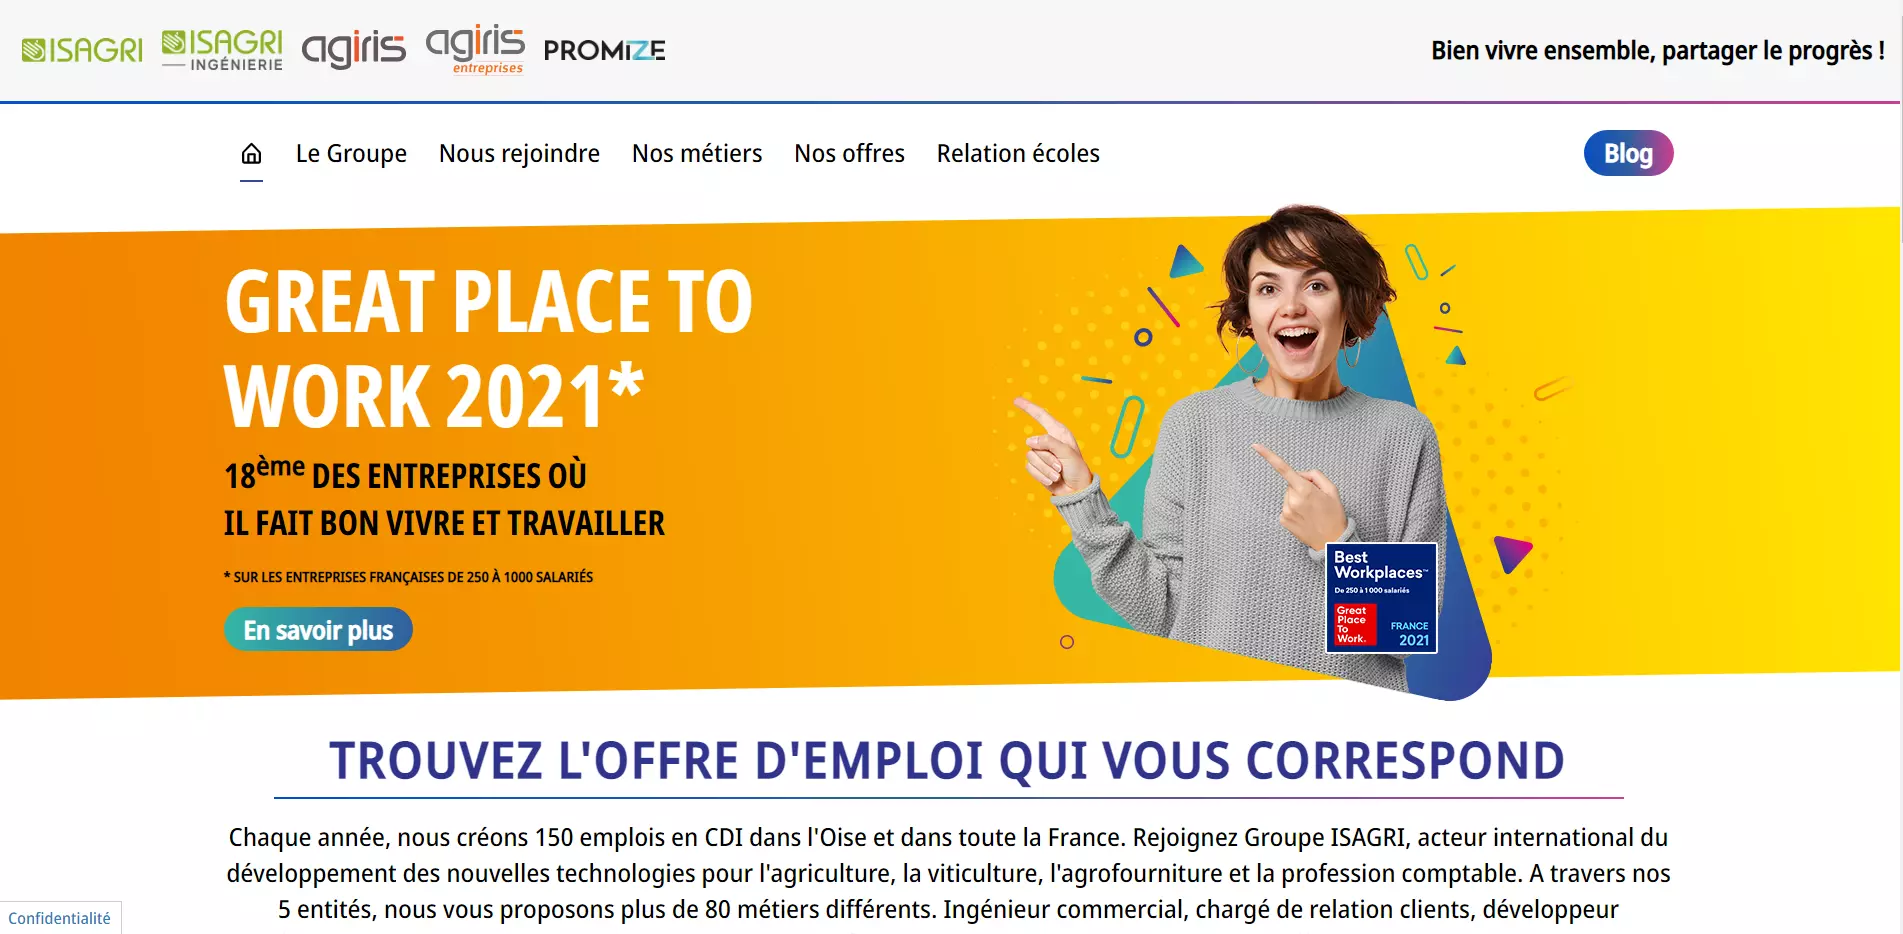 ISAGRI
ISAGRI
INGÉNIERIE
agiris
agiris
entreprises
PROMIZE
Bien vivre ensemble, partager le progrès !
Le Groupe
Nous rejoindre
Nos métiers
Nos offres
Relation écoles
Blog
GREAT PLACE TO
WORK 2021*
18ème DES ENTREPRISES OÙ
IL FAIT BON VIVRE ET TRAVAILLER
* SUR LES ENTREPRISES FRANÇAISES DE 250 À 1000 SALARIÉS
En savoir plus
Best
Workplaces™
De 250 à 1 000 salariés
Great
Place
To
Work.
FRANCE
2021
TROUVEZ L'OFFRE D'EMPLOI QUI VOUS CORRESPOND
Chaque année, nous créons 150 emplois en CDI dans l'Oise et dans toute la France. Rejoignez Groupe ISAGRI, acteur international du
développement des nouvelles technologies pour l'agriculture, la viticulture, l'agrofourniture et la profession comptable. A travers nos
5 entités, nous vous proposons plus de 80 métiers différents. Ingénieur commercial, chargé de relation clients, développeur
Confidentialité